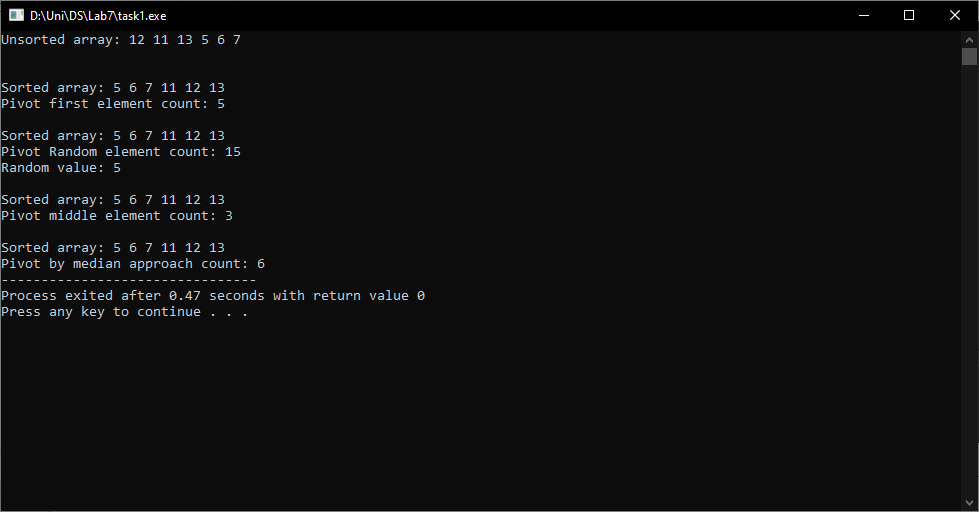 D:\Uni\DS\Lab7\task1.exe
Unsorted array: 12 11 13 5 6 7
Sorted array: 5 6 7 11 12 13
Pivot first element count: 5
Sorted array: 5 6 7 11 12 13
Pivot Random element count: 15
Random value: 5
Sorted array: 5 6 7 11 12 13
Pivot middle element count: 3
Sorted array: 5 6 7 11 12 13
Pivot by median approach count: 6
--------------------------------
Process exited after 0.47 seconds with return value 0
Press any key to continue . . .